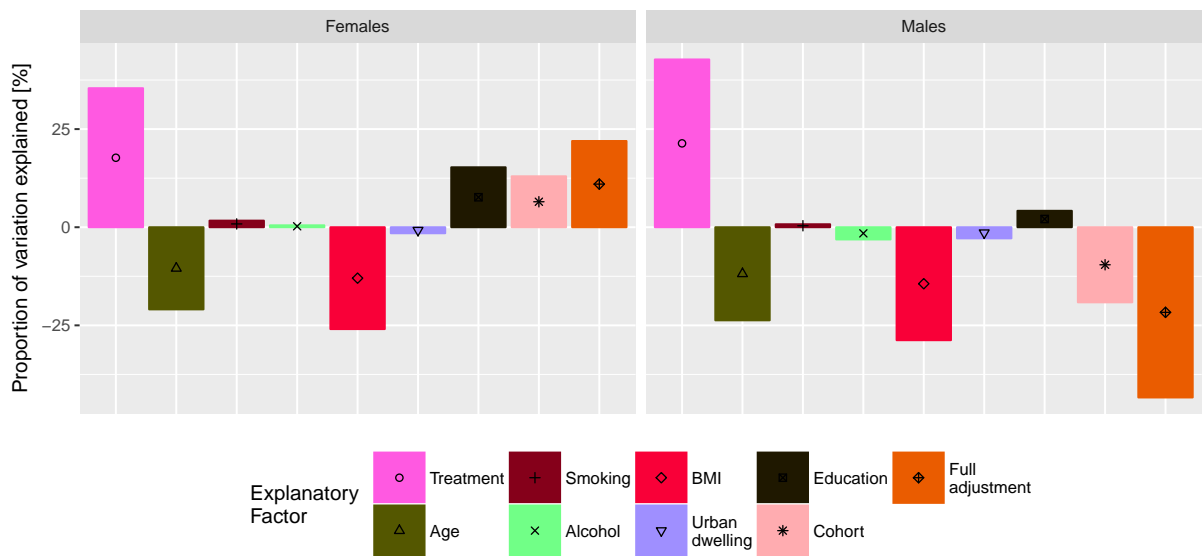 Females
Males
Proportion of variation explained [%]
25
0
−25
Explanatory
Factor
Treatment
Smoking
BMI
Education
Full
adjustment
Age
Alcohol
Urban
dwelling
Cohort